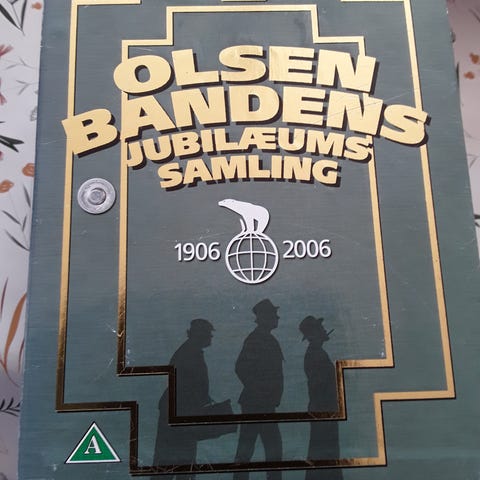 OLSEN
BANDENS
JUBILÆUMS
SAMLING
1906 2006
A